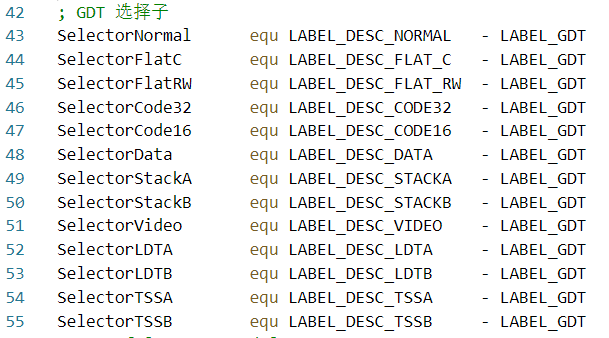 42 ; GDT 选择子
43 SelectorNormal equ LABEL_DESC_NORMAL - LABEL_GDT
44 SelectorFlatC equ LABEL_DESC_FLAT_C - LABEL_GDT
45 SelectorFlatRW equ LABEL_DESC_FLAT_RW - LABEL_GDT
46 SelectorCode32 equ LABEL_DESC_CODE32 - LABEL_GDT
47 SelectorCode16 equ LABEL_DESC_CODE16 - LABEL_GDT
48 SelectorData equ LABEL_DESC_DATA - LABEL_GDT
49 SelectorStackA equ LABEL_DESC_STACKA - LABEL_GDT
50 SelectorStackB equ LABEL_DESC_STACKB - LABEL_GDT
51 SelectorVideo equ LABEL_DESC_VIDEO - LABEL_GDT
52 SelectorLDTA equ LABEL_DESC_LDTA - LABEL_GDT
53 SelectorLDTB equ LABEL_DESC_LDTB - LABEL_GDT
54 SelectorTSSA equ LABEL_DESC_TSSA - LABEL_GDT
55 SelectorTSSB equ LABEL_DESC_TSSB - LABEL_GDT